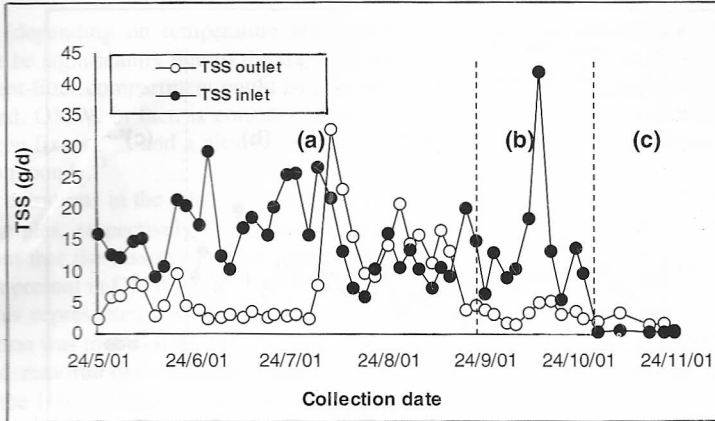 45
40
35
30
25
20
15
10
5
0
TSS (g/d)
TSS outlet
TSS inlet
(a)
(b)
(c)
24/5/01 24/6/01 24/7/01 24/8/01 24/9/01 24/10/01 24/11/01
Collection date